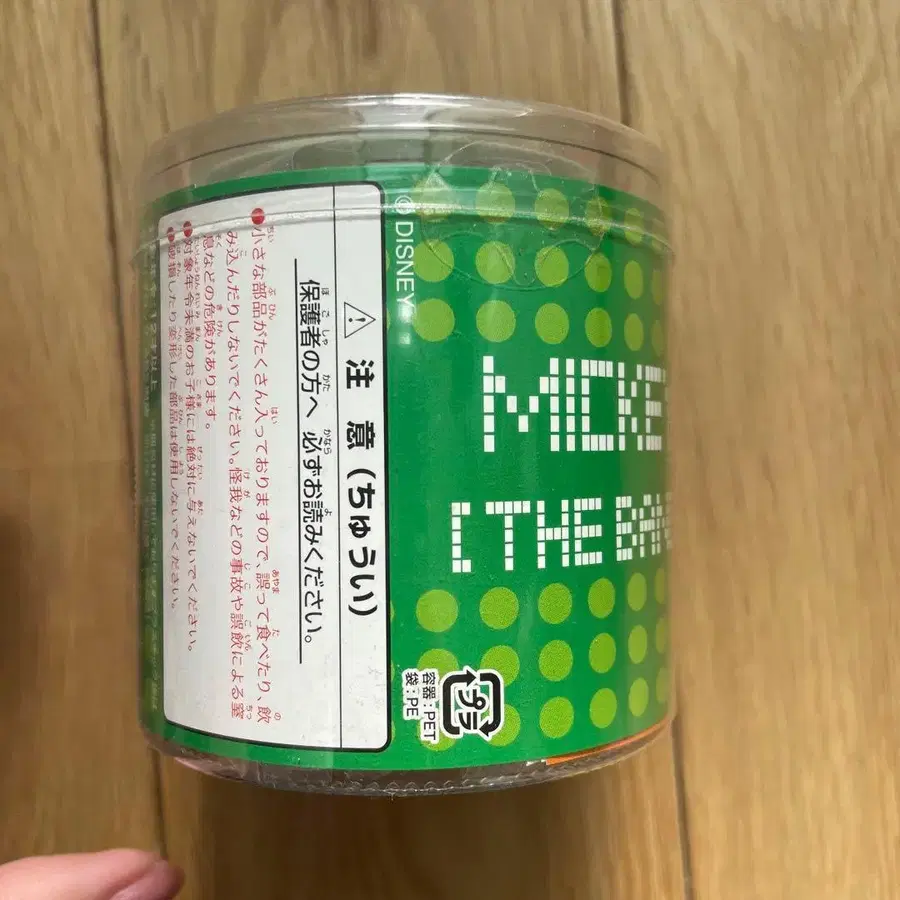 ⚠ 注意(ちゅうい)
保護者の方へ 必ずお読みください。
●小さな部品がたくさん入っておりますので、誤って食べたり、飲
み込んだりしないでください。怪我などの事故や誤飲による窒
息などの危険があります。
●対象年令未満のお子様には絶対に与えないでください。
●破損したり変形した部品は使用しないでください。
© DISNEY
MICKE
[THE BA
プラ
容器:PET
袋:PE